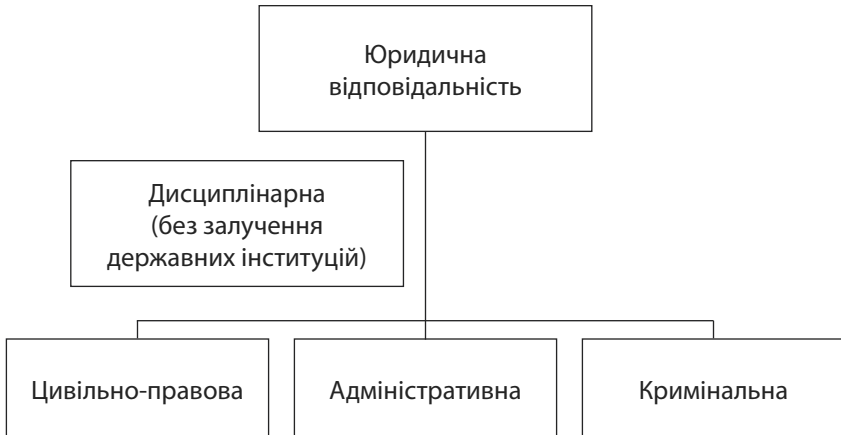 Юридична
відповідальність
Дисциплінарна
(без залучення
державних інституцій)
Цивільно-правова
Адміністративна
Кримінальна